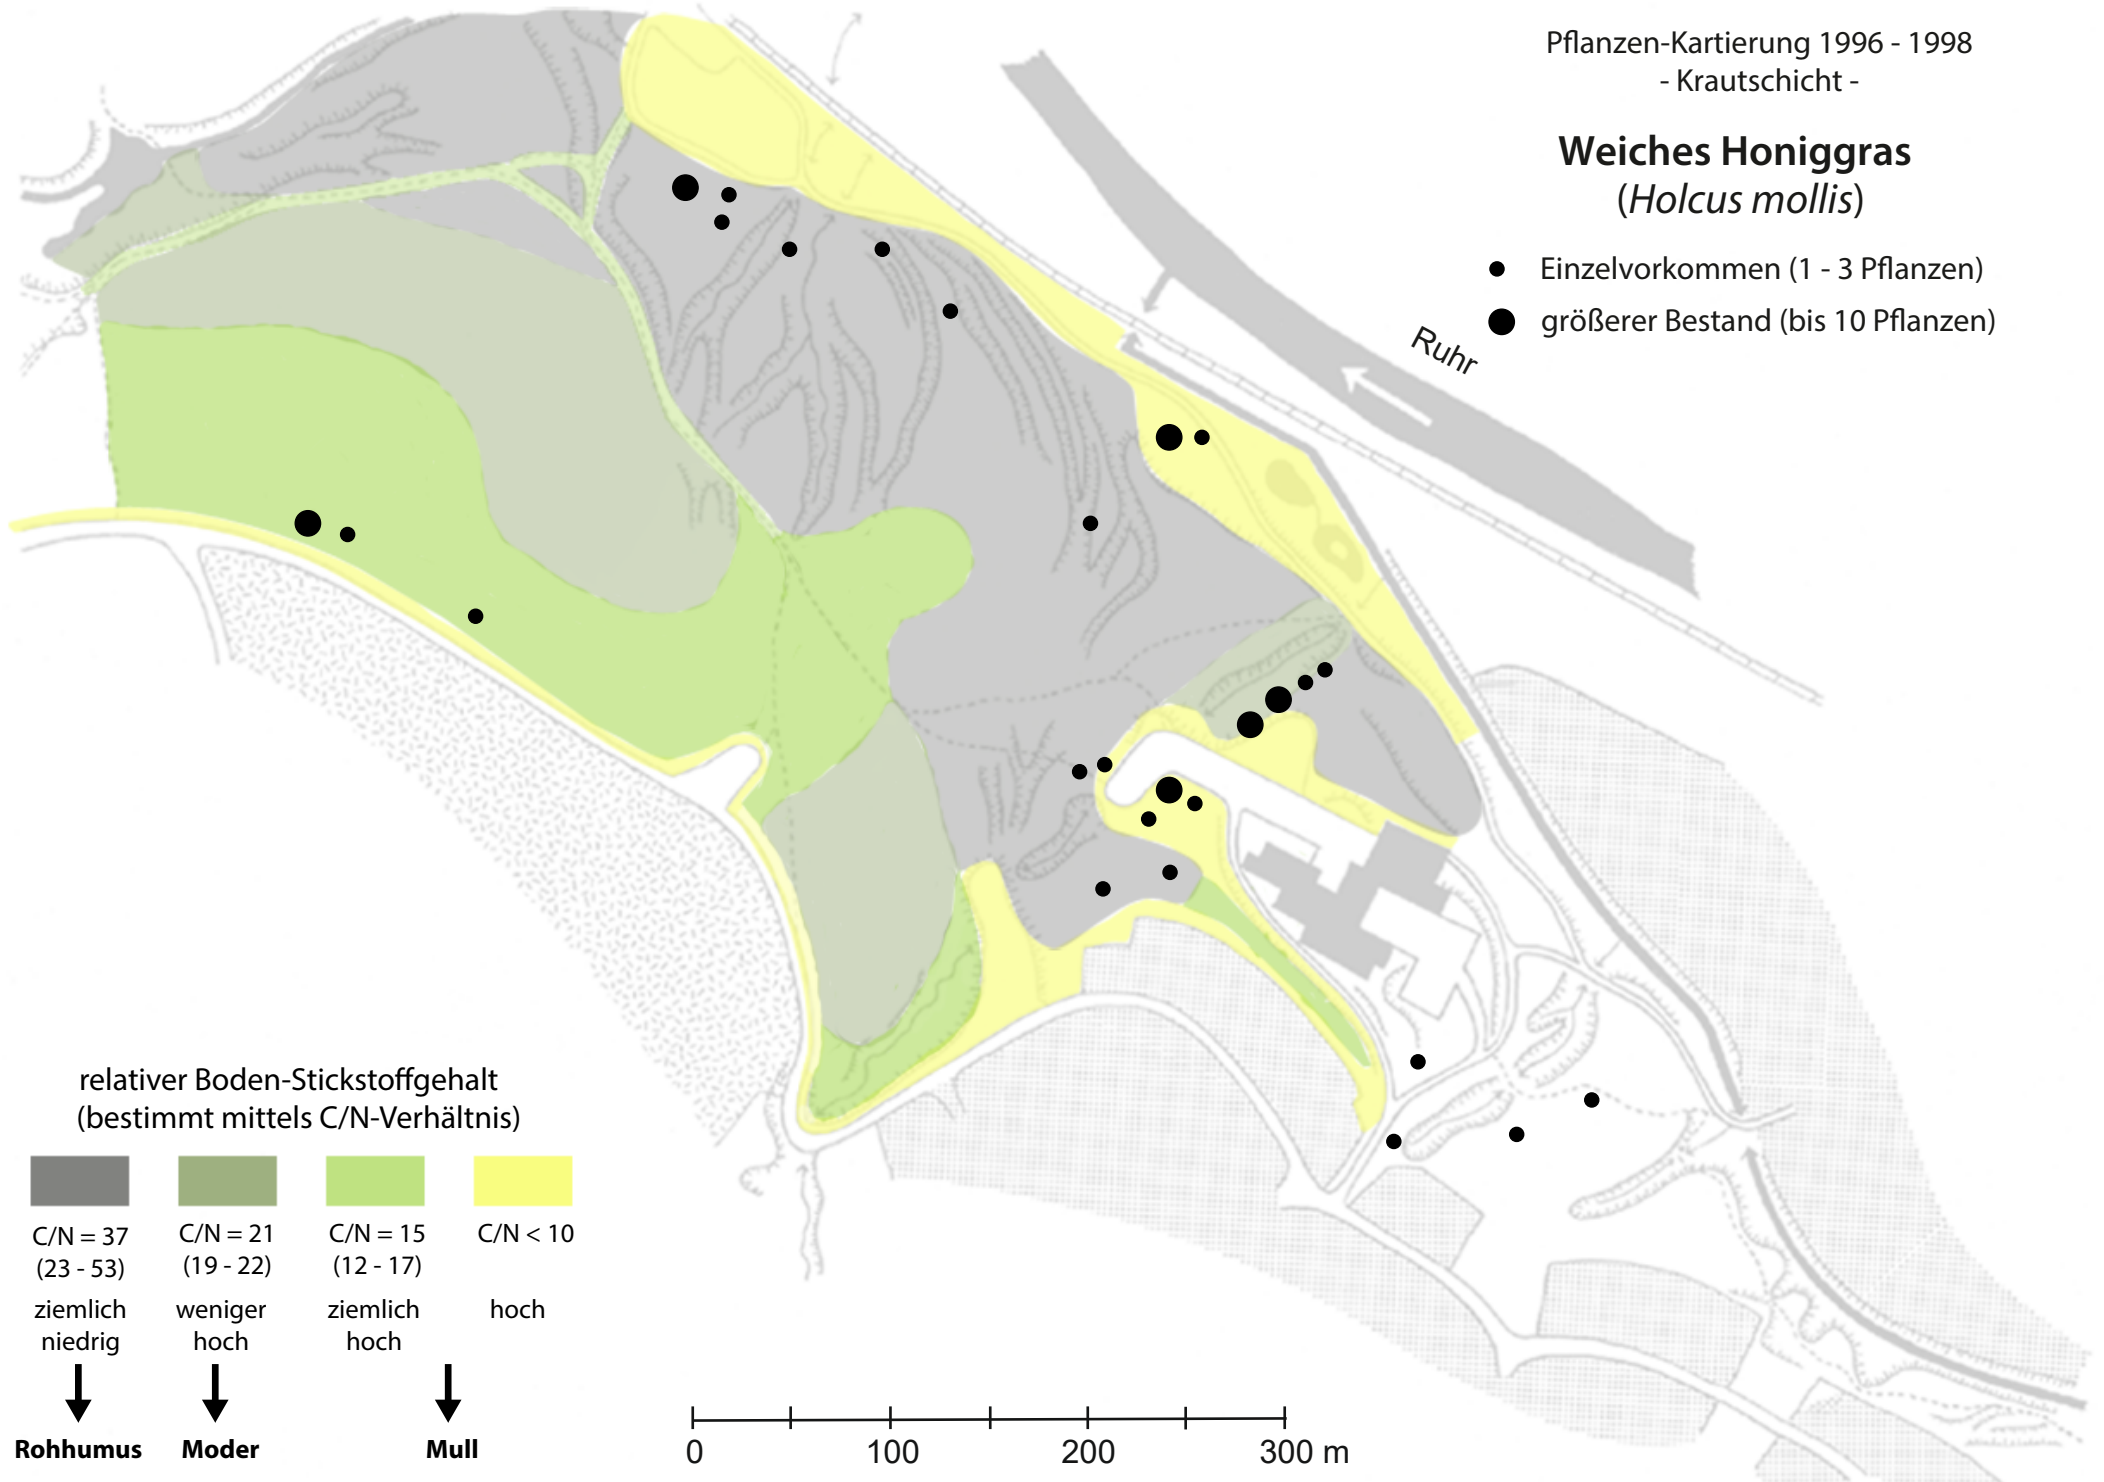 Pflanzen-Kartierung 1996 - 1998
- Krautschicht -
Weiches Honiggras
(Holcus mollis)
Einzelvorkommen (1 - 3 Pflanzen)
größerer Bestand (bis 10 Pflanzen)
Ruhr
relativer Boden-Stickstoffgehalt
(bestimmt mittels C/N-Verhältnis)
C/N = 37 C/N = 21 C/N = 15 C/N < 10
(23 - 53) (19 - 22) (12 - 17)
ziemlich weniger ziemlich hoch
niedrig hoch hoch
Rohhumus Moder Mull
0 100 200 300 m